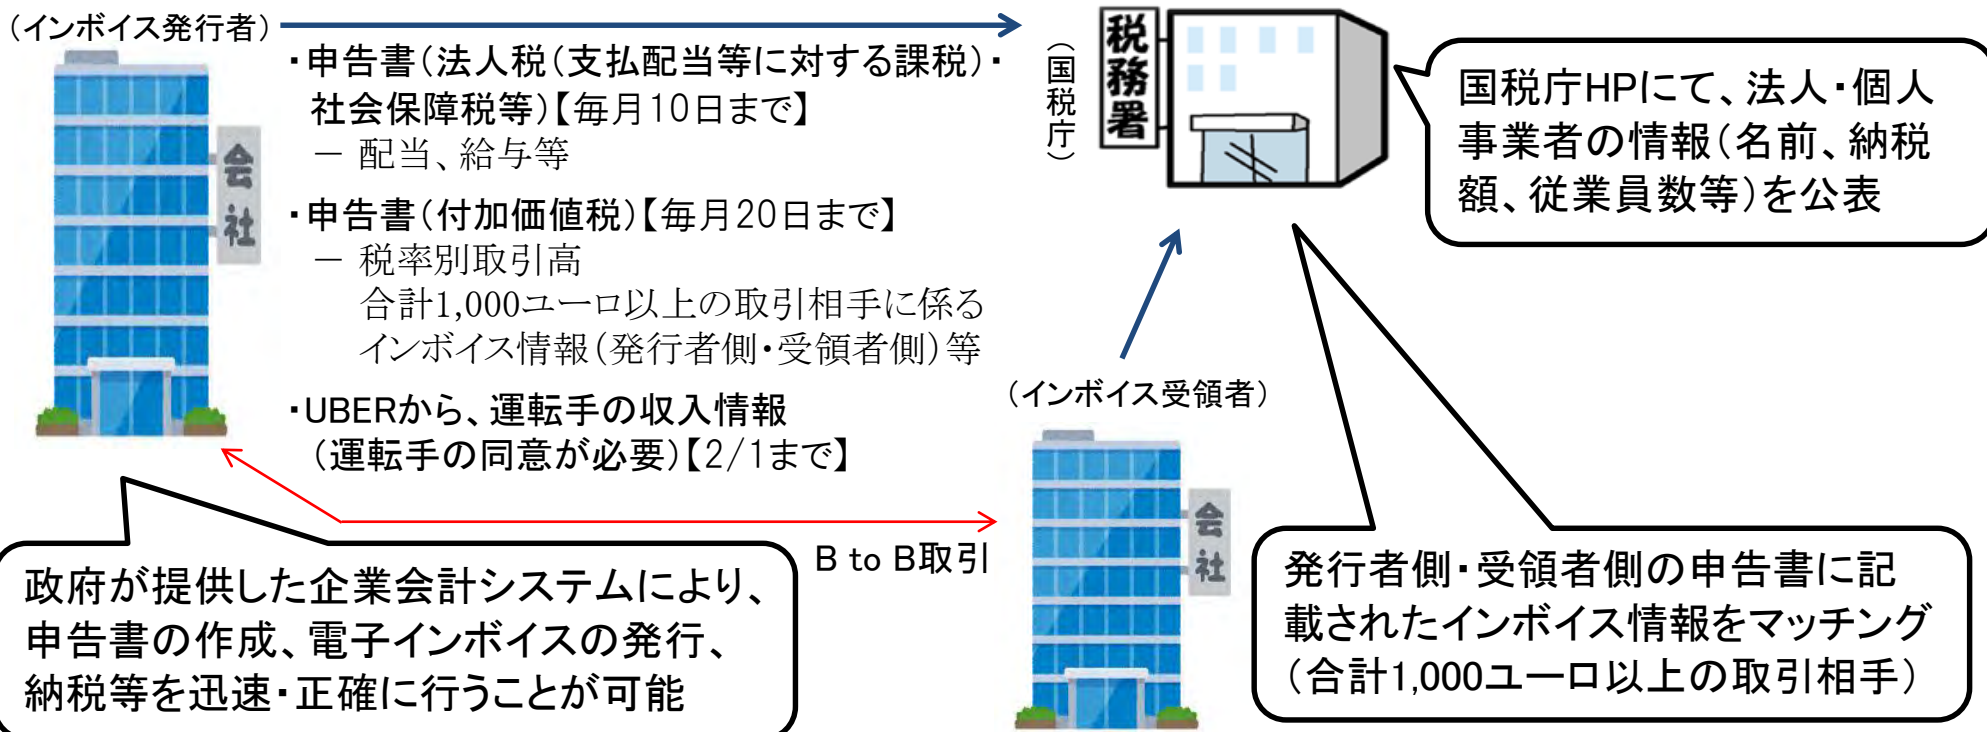 （インボイス発行者）
・申告書（法人税（支払配当等に対する課税）・
社会保障税等）【毎月10日まで】
－ 配当、給与等
・申告書（付加価値税）【毎月20日まで】
－ 税率別取引高
合計1,000ユーロ以上の取引相手に係る
インボイス情報（発行者側・受領者側）等
・UBERから、運転手の収入情報
（運転手の同意が必要）【2/1まで】
会社
（国税庁）
税務署
国税庁HPにて、法人・個人
事業者の情報（名前、納税
額、従業員数等）を公表
（インボイス受領者）
会社
B to B取引
政府が提供した企業会計システムにより、
申告書の作成、電子インボイスの発行、
納税等を迅速・正確に行うことが可能
発行者側・受領者側の申告書に記
載されたインボイス情報をマッチング
（合計1,000ユーロ以上の取引相手）